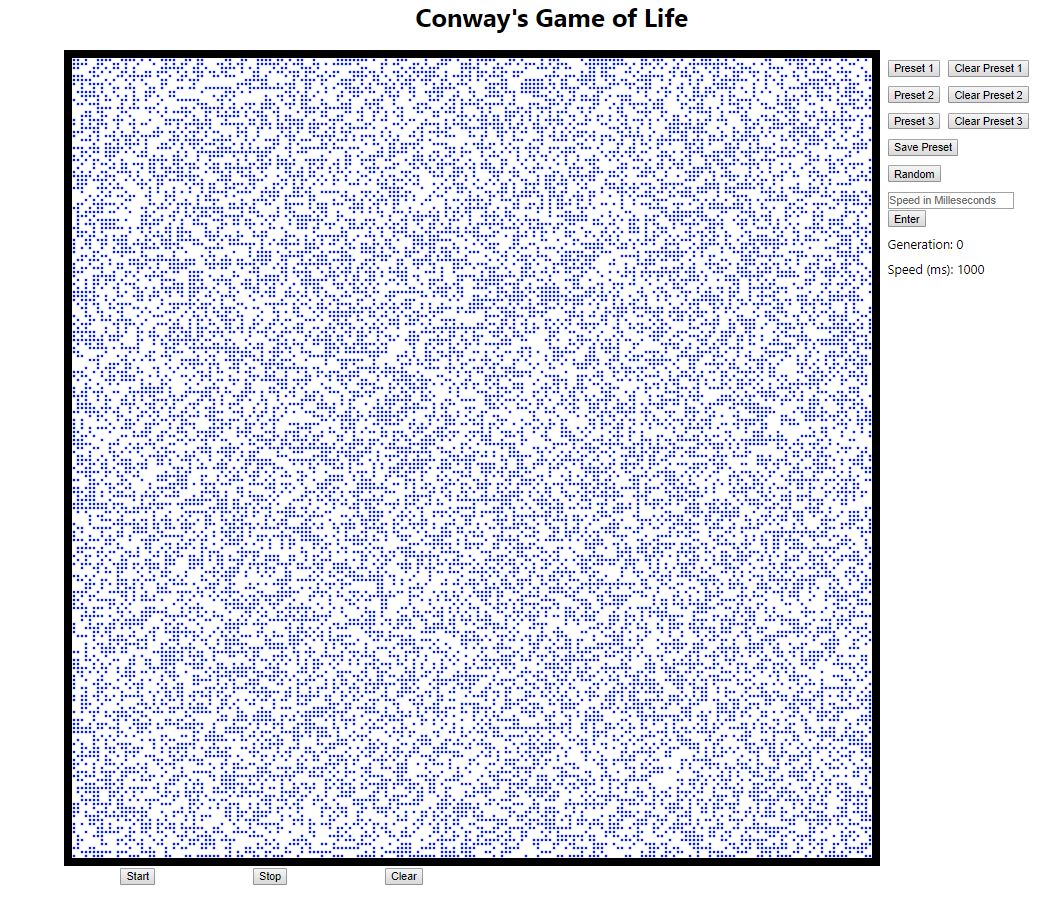 Conway's Game of Life
Preset 1 Clear Preset 1
Preset 2 Clear Preset 2
Preset 3 Clear Preset 3
Save Preset
Random
Speed in Milleseconds
Enter
Generation: 0
Speed (ms): 1000
Start Stop Clear